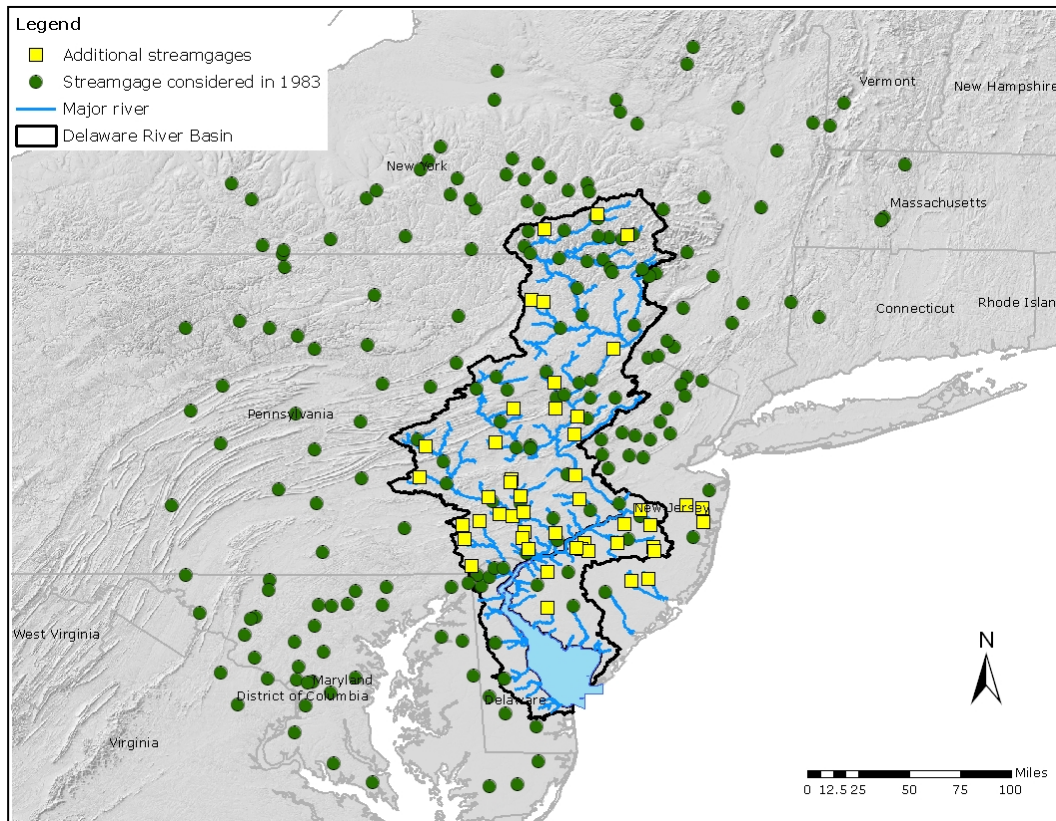 Legend
Additional streamgages
Streamgage considered in 1983
Major river
Delaware River Basin
Vermont
New Hampshire
New York
Massachusetts
Connecticut
Rhode Islan
Pennsylvania
New Jersey
West Virginia
Maryland
District of Columbia
Delaware
Virginia
N
Miles
0 12.5 25 50 75 100